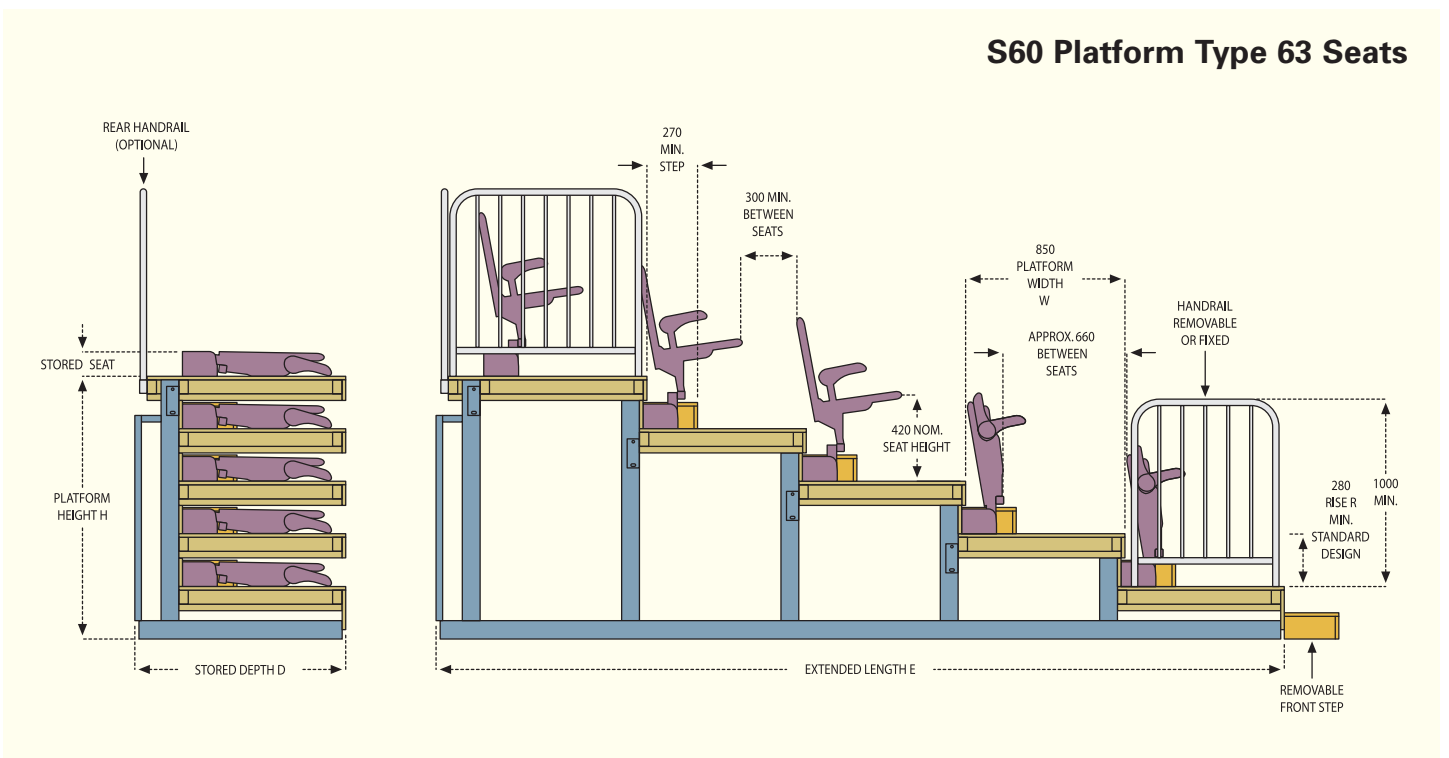 S60 Platform Type 63 Seats
REAR HANDRAIL
(OPTIONAL)
270
MIN.
STEP
300 MIN.
BETWEEN
SEATS
850
PLATFORM
WIDTH
W
HANDRAIL
REMOVABLE
OR FIXED
APPROX. 660
BETWEEN
SEATS
STORED SEAT
420 NOM.
SEAT HEIGHT
PLATFORM
HEIGHT H
280
RISE R
MIN.
STANDARD
DESIGN
1000
MIN.
STORED DEPTH D
EXTENDED LENGTH E
REMOVABLE
FRONT STEP